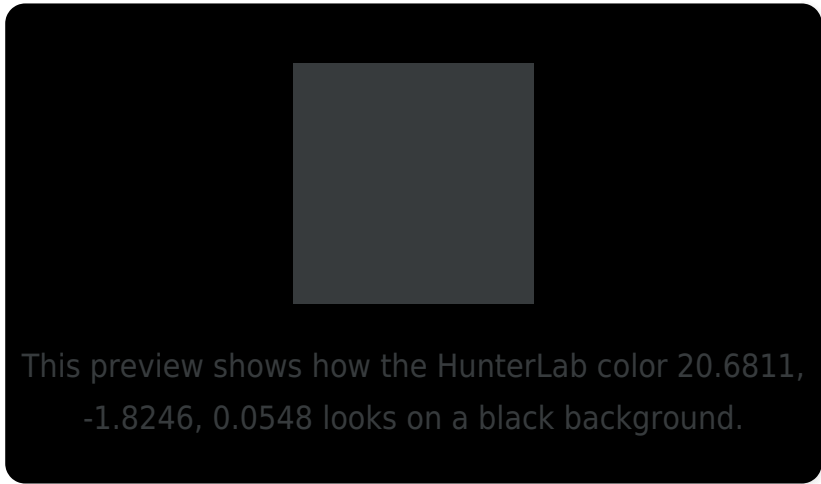 This preview shows how the HunterLab color 20.6811,
-1.8246, 0.0548 looks on a black background.